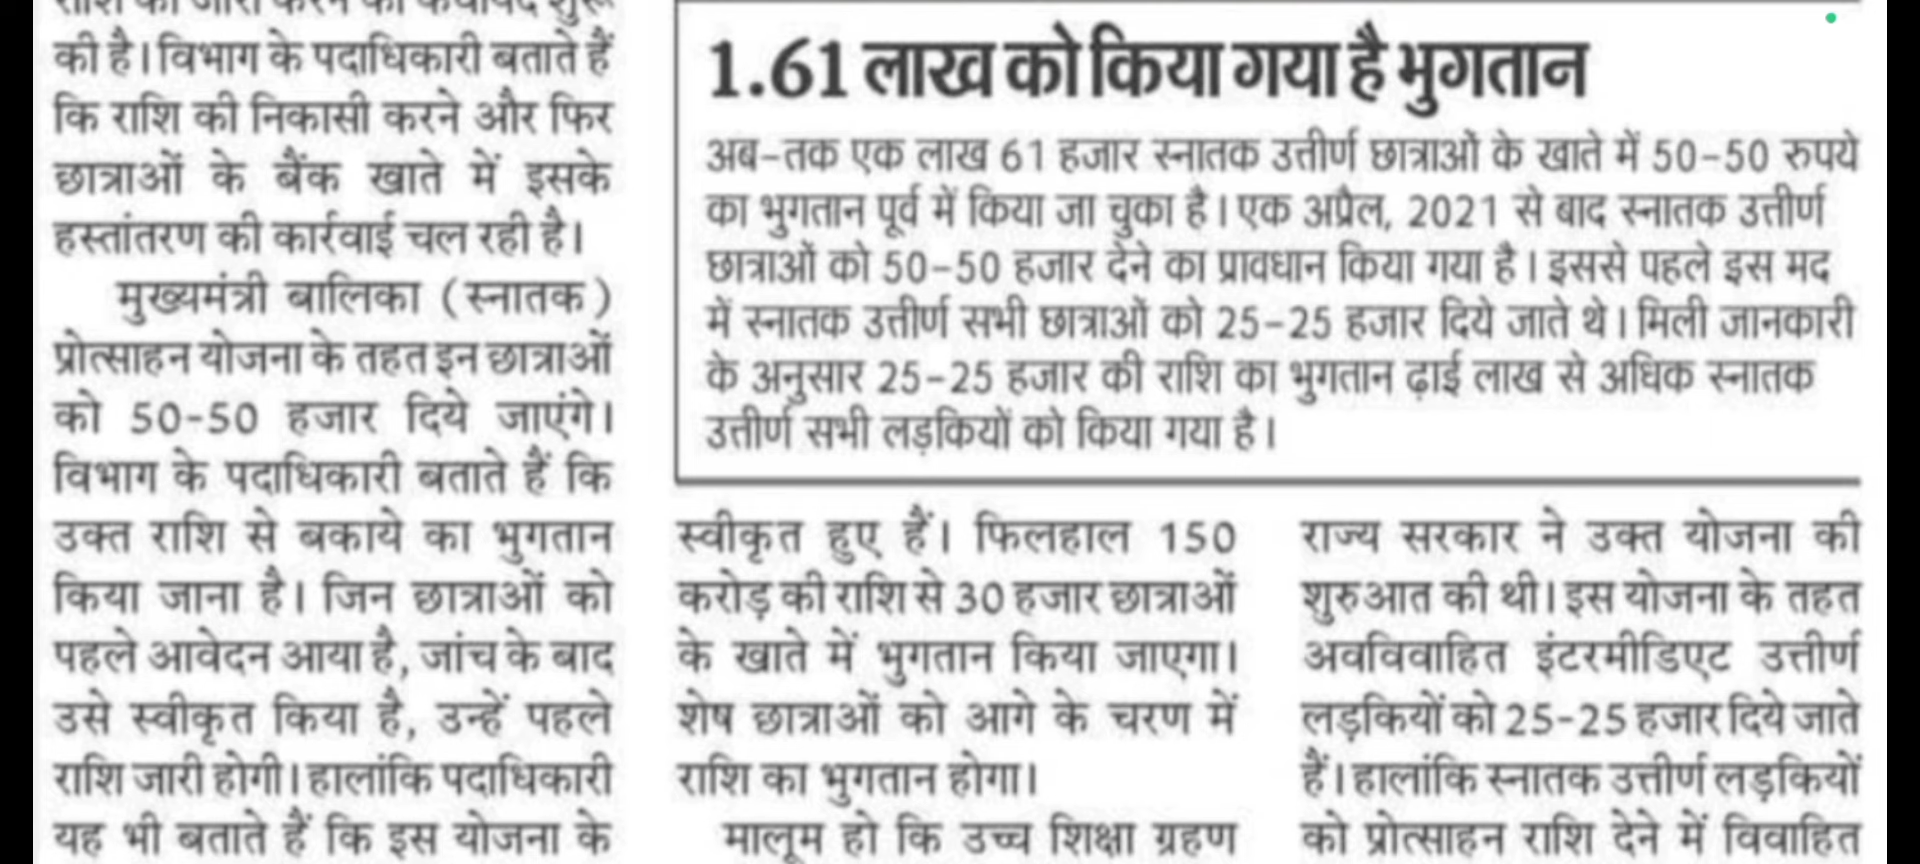 राशि को जारी करने की कवायद शुरू
की है। विभाग के पदाधिकारी बताते हैं
कि राशि की निकासी करने और फिर
छात्राओं के बैंक खाते में इसके
हस्तांतरण की कार्रवाई चल रही है।
मुख्यमंत्री बालिका (स्नातक)
प्रोत्साहन योजना के तहत इन छात्राओं
को 50-50 हजार दिये जाएंगे।
विभाग के पदाधिकारी बताते हैं कि
उक्त राशि से बकाये का भुगतान
किया जाना है। जिन छात्राओं को
पहले आवेदन आया है, जांच के बाद
उसे स्वीकृत किया है, उन्हें पहले
राशि जारी होगी। हालांकि पदाधिकारी
यह भी बताते हैं कि इस योजना के
1.61 लाख को किया गया है भुगतान
अब-तक एक लाख 61 हजार स्नातक उत्तीर्ण छात्राओं के खाते में 50-50 रुपये
का भुगतान पूर्व में किया जा चुका है। एक अप्रैल, 2021 से बाद स्नातक उत्तीर्ण
छात्राओं को 50-50 हजार देने का प्रावधान किया गया है। इससे पहले इस मद
में स्नातक उत्तीर्ण सभी छात्राओं को 25-25 हजार दिये जाते थे। मिली जानकारी
के अनुसार 25-25 हजार की राशि का भुगतान ढ़ाई लाख से अधिक स्नातक
उत्तीर्ण सभी लड़कियों को किया गया है।
स्वीकृत हुए हैं। फिलहाल 150
करोड़ की राशि से 30 हजार छात्राओं
के खाते में भुगतान किया जाएगा।
शेष छात्राओं को आगे के चरण में
राशि का भुगतान होगा।
मालूम हो कि उच्च शिक्षा ग्रहण
राज्य सरकार ने उक्त योजना की
शुरुआत की थी। इस योजना के तहत
अवविवाहित इंटरमीडिएट उत्तीर्ण
लड़कियों को 25-25 हजार दिये जाते
हैं। हालांकि स्नातक उत्तीर्ण लड़कियों
को प्रोत्साहन राशि देने में विवाहित